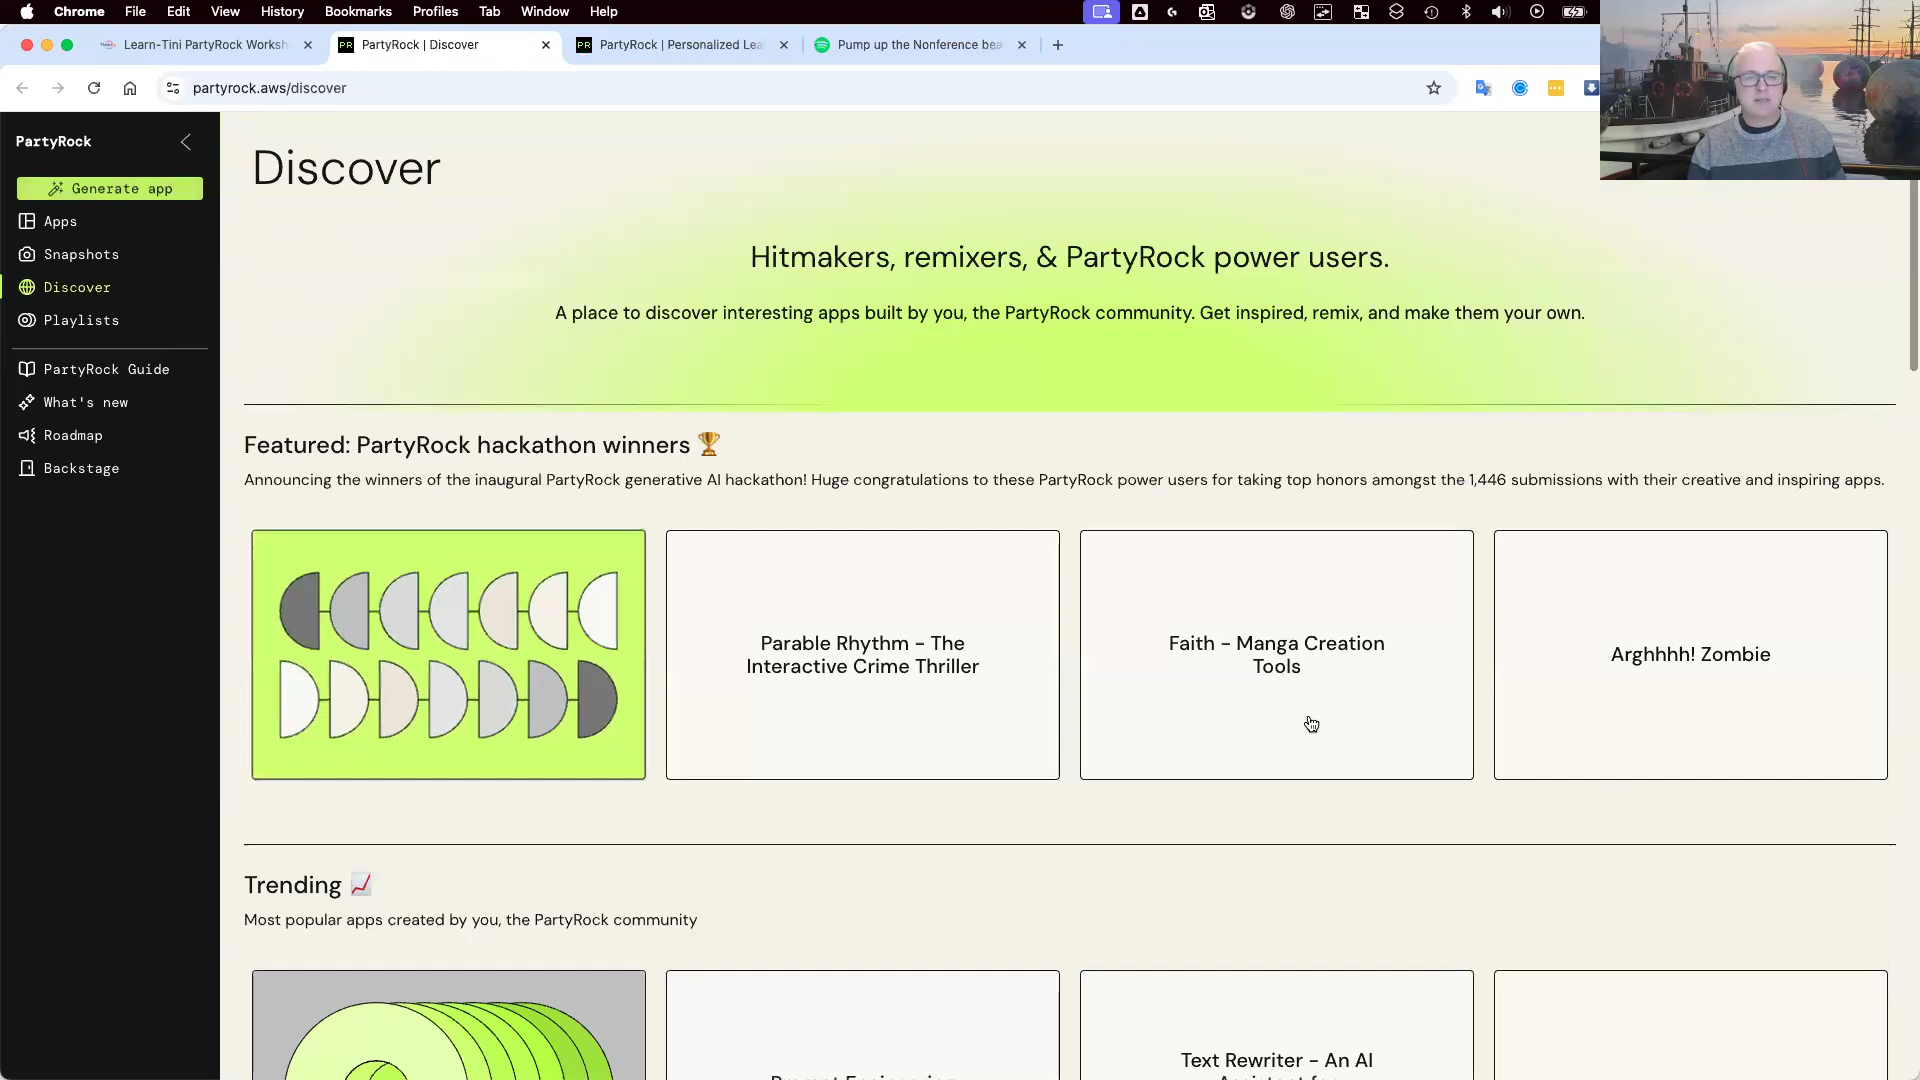 Chrome File Edit View History Bookmarks Profiles Tab Window Help
Learn-Tini PartyRock Worksh
PartyRock | Discover
PartyRock | Personalized Lea
Pump up the Nonference bea
partyrock.aws/discover
PartyRock
Generate app
Apps
Snapshots
Discover
Playlists
PartyRock Guide
What's new
Roadmap
Backstage
Discover
Hitmakers, remixers, & PartyRock power users.
A place to discover interesting apps built by you, the PartyRock community. Get inspired, remix, and make them your own.
Featured: PartyRock hackathon winners 🏆
Announcing the winners of the inaugural PartyRock generative AI hackathon! Huge congratulations to these PartyRock power users for taking top honors amongst the 1,446 submissions with their creative and inspiring apps.
Parable Rhythm - The
Interactive Crime Thriller
Faith - Manga Creation
Tools
Arghhhh! Zombie
Trending 📈
Most popular apps created by you, the PartyRock community
Prompt Engineering
Text Rewriter - An AI
Assistant for